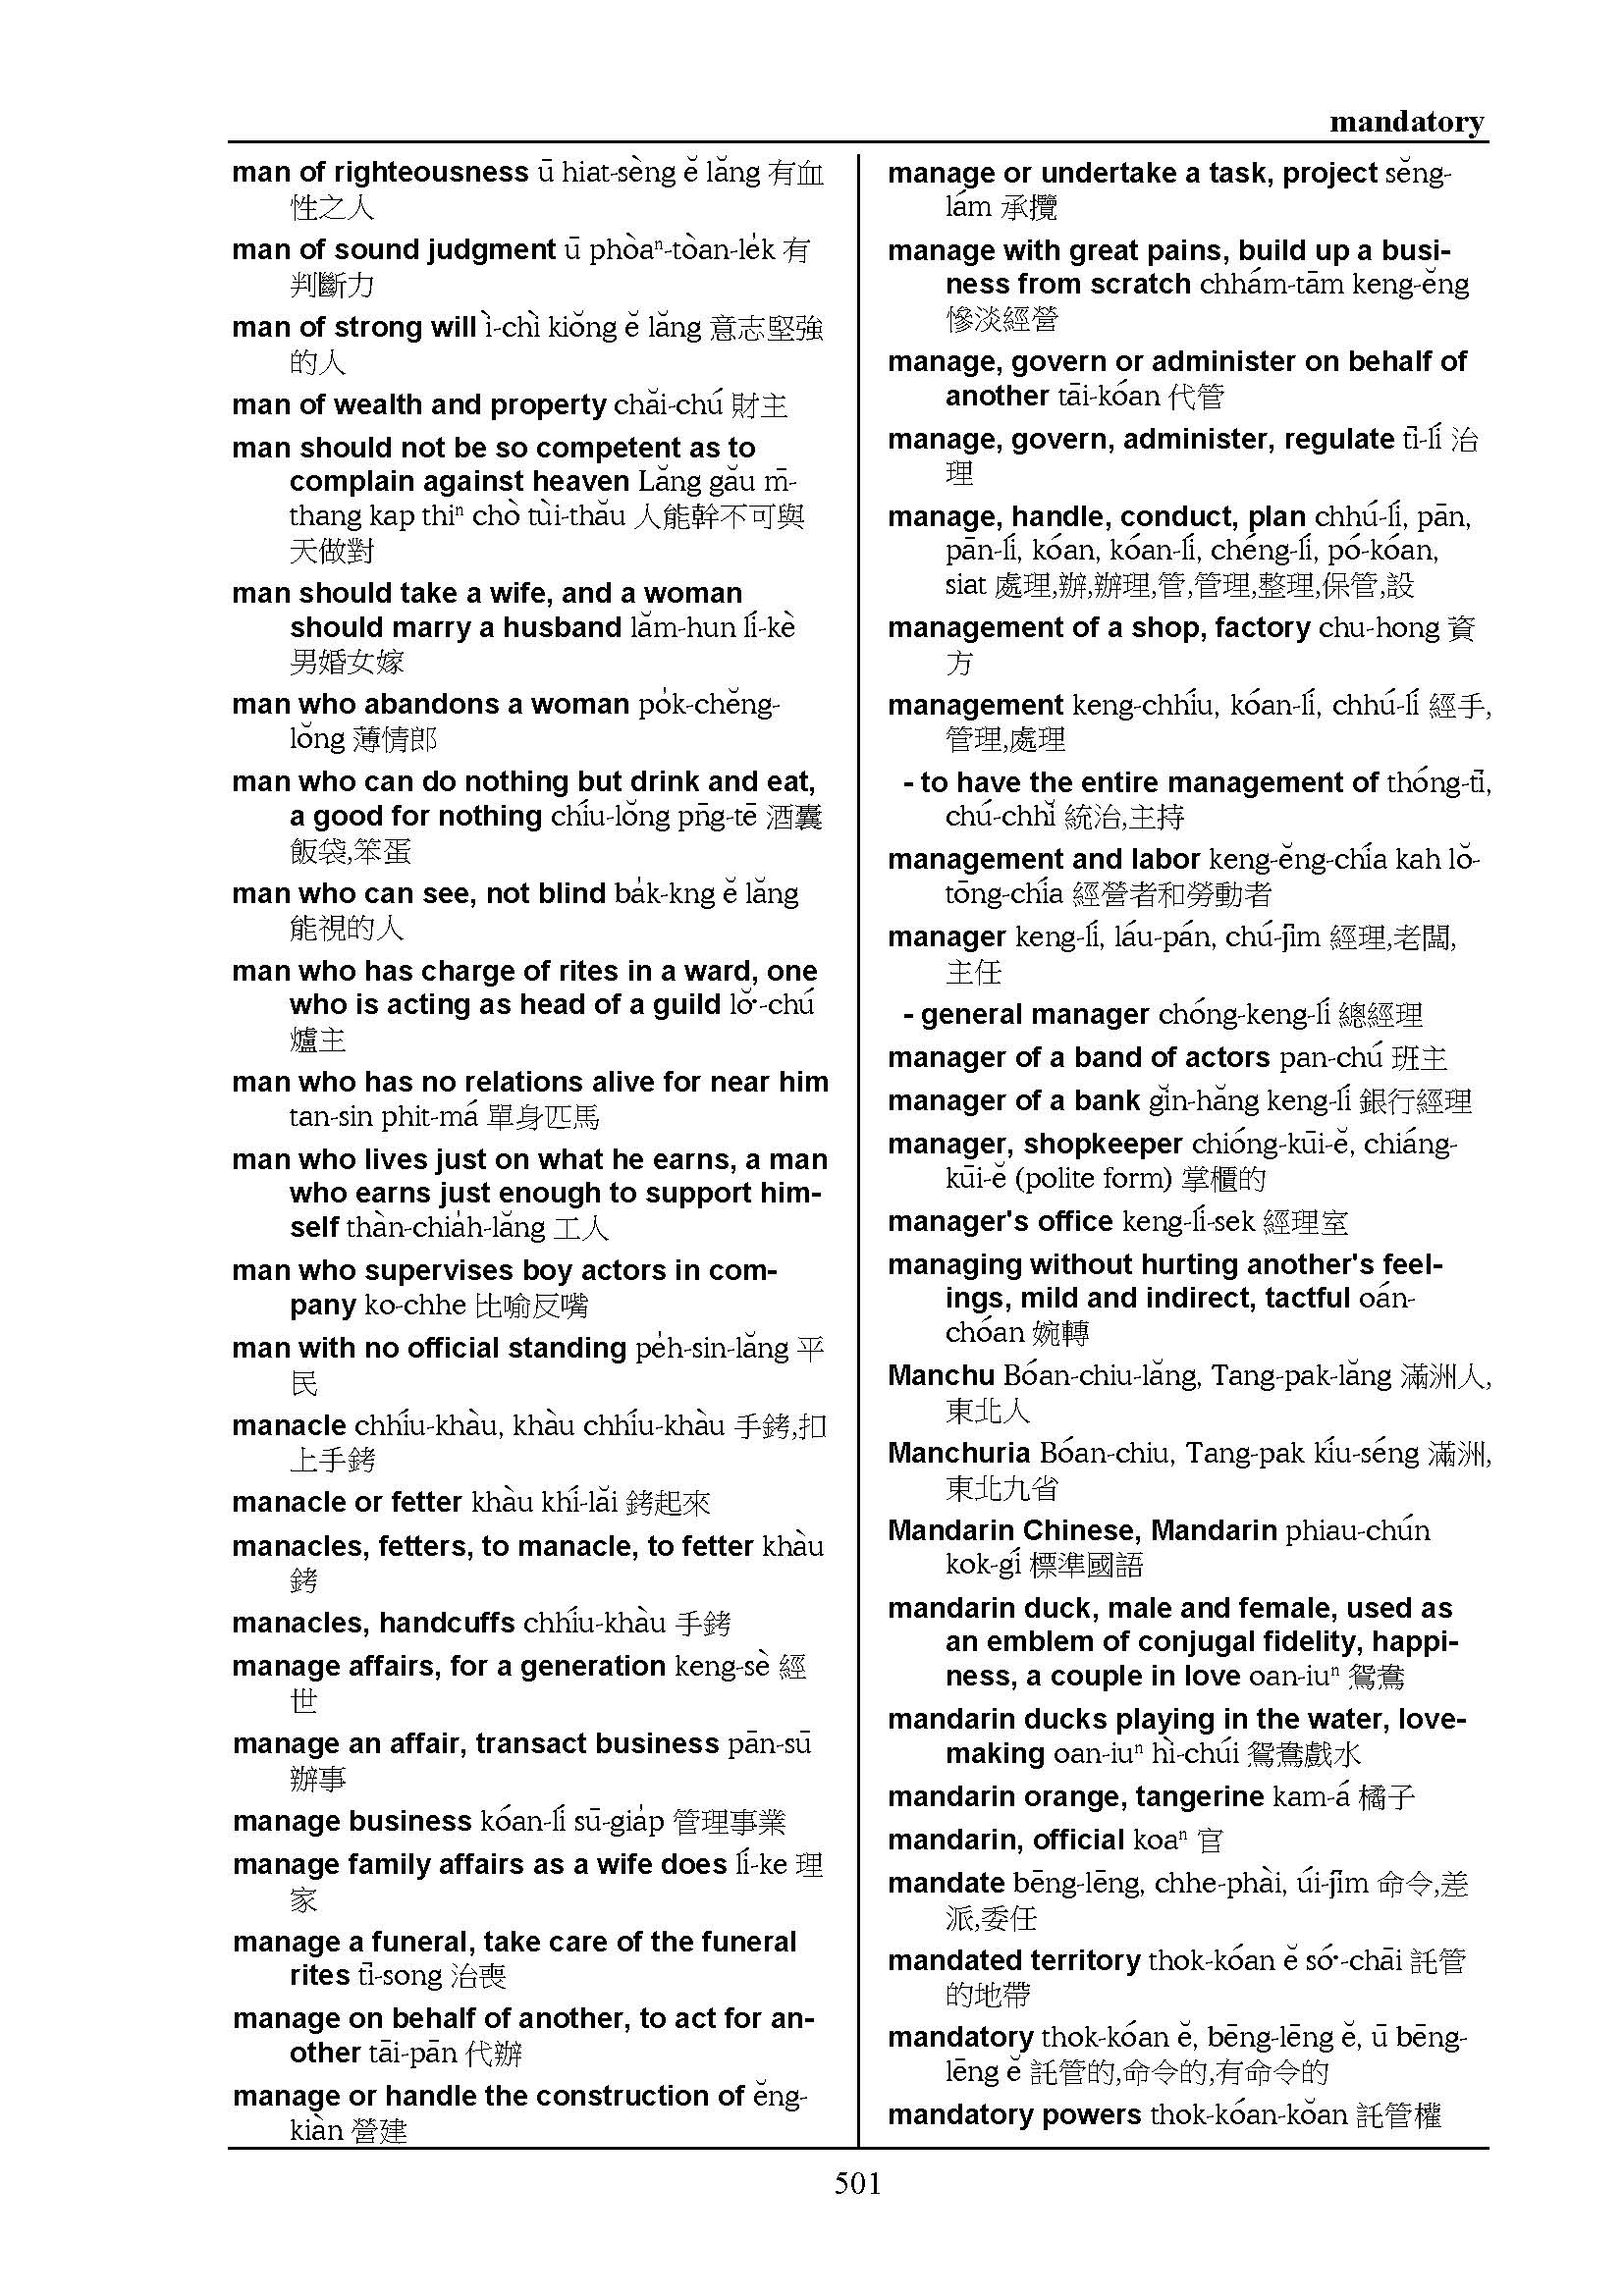 mandatory
man of righteousness ū hiat-sèng ĕ lăng 有血
性之人
man of sound judgment ū phòaⁿ-tòan-le̍k 有
判斷力
man of strong will ì-chì kiŏng ĕ lăng 意志堅強
的人
man of wealth and property chăi-chú 財主
man should not be so competent as to
complain against heaven Lăng gău m̄-
thang kap thiⁿ chò tùi-thău 人能幹不可與
天做對
man should take a wife, and a woman
should marry a husband lăm-hun lí-kè
男婚女嫁
man who abandons a woman po̍k-chĕng-
lŏng 薄情郎
man who can do nothing but drink and eat,
a good for nothing chíu-lŏng pn̄g-tē 酒囊
飯袋,笨蛋
man who can see, not blind ba̍k-kng ĕ lăng
能視的人
man who has charge of rites in a ward, one
who is acting as head of a guild lŏ͘-chú
爐主
man who has no relations alive for near him
tan-sin phit-má 單身匹馬
man who lives just on what he earns, a man
who earns just enough to support him-
self thàn-chia̍h-lăng 工人
man who supervises boy actors in com-
pany ko-chhe 比喻反嘴
man with no official standing pe̍h-sin-lăng 平
民
manacle chhíu-khàu, khàu chhíu-khàu 手銬,扣
上手銬
manacle or fetter khàu khí-lăi 銬起來
manacles, fetters, to manacle, to fetter khàu
銬
manacles, handcuffs chhíu-khàu 手銬
manage affairs, for a generation keng-sè 經
世
manage an affair, transact business pān-sū
辦事
manage business kóan-lí sū-gia̍p 管理事業
manage family affairs as a wife does lí-ke 理
家
manage a funeral, take care of the funeral
rites tī-song 治喪
manage on behalf of another, to act for an-
other tāi-pān 代辦
manage or handle the construction of ĕng-
kiàn 營建
manage or undertake a task, project sĕng-
lám 承攬
manage with great pains, build up a busi-
ness from scratch chhám-tām keng-ĕng
慘淡經營
manage, govern or administer on behalf of
another tāi-kóan 代管
manage, govern, administer, regulate tī-lí 治
理
manage, handle, conduct, plan chhú-lí, pān,
pān-lí, kóan, kóan-lí, chéng-lí, pó-kóan,
siat 處理,辦,辦理,管,管理,整理,保管,設
management of a shop, factory chu-hong 資
方
management keng-chhíu, kóan-lí, chhú-lí 經手,
管理,處理
- to have the entire management of thóng-tī,
chú-chhĭ 統治,主持
management and labor keng-ĕng-chía kah lŏ-
tōng-chía 經營者和勞動者
manager keng-lí, láu-pán, chú-jīm 經理,老闆,
主任
- general manager chóng-keng-lí 總經理
manager of a band of actors pan-chú 班主
manager of a bank gĭn-hăng keng-lí 銀行經理
manager, shopkeeper chióng-kūi-ĕ, chiáng-
kūi-ĕ (polite form) 掌櫃的
manager's office keng-lí-sek 經理室
managing without hurting another's feel-
ings, mild and indirect, tactful oán-
chóan 婉轉
Manchu Bóan-chiu-lăng, Tang-pak-lăng 滿洲人,
東北人
Manchuria Bóan-chiu, Tang-pak kíu-séng 滿洲,
東北九省
Mandarin Chinese, Mandarin phiau-chún
kok-gí 標準國語
mandarin duck, male and female, used as
an emblem of conjugal fidelity, happi-
ness, a couple in love oan-iuⁿ 鴛鴦
mandarin ducks playing in the water, love-
making oan-iuⁿ hì-chúi 鴛鴦戲水
mandarin orange, tangerine kam-á 橘子
mandarin, official koaⁿ 官
mandate bēng-lēng, chhe-phài, úi-jīm 命令,差
派,委任
mandated territory thok-kóan ĕ só͘-chāi 託管
的地帶
mandatory thok-kóan ĕ, bēng-lēng ĕ, ū bēng-
lēng ĕ 託管的,命令的,有命令的
mandatory powers thok-kóan-kŏan 託管權
501